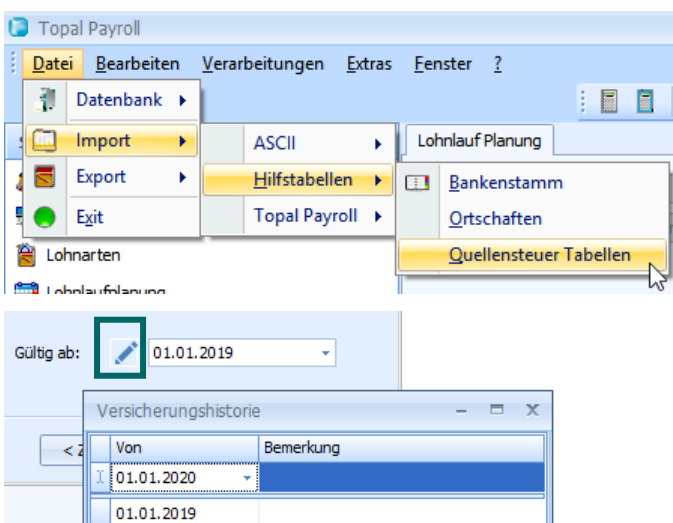 Topal Payroll
Datei Bearbeiten Verarbeitungen Extras Fenster ?
Datenbank
Import ASCII Lohnlauf Planung
Export Hilfstabellen Bankenstamm
Exit Topal Payroll Ortschaften
Lohnarten Quellensteuer Tabellen
Lohnlaufplanung
Gültig ab: 01.01.2019
Versicherungshistorie
< Z Von Bemerkung
01.01.2020
01.01.2019